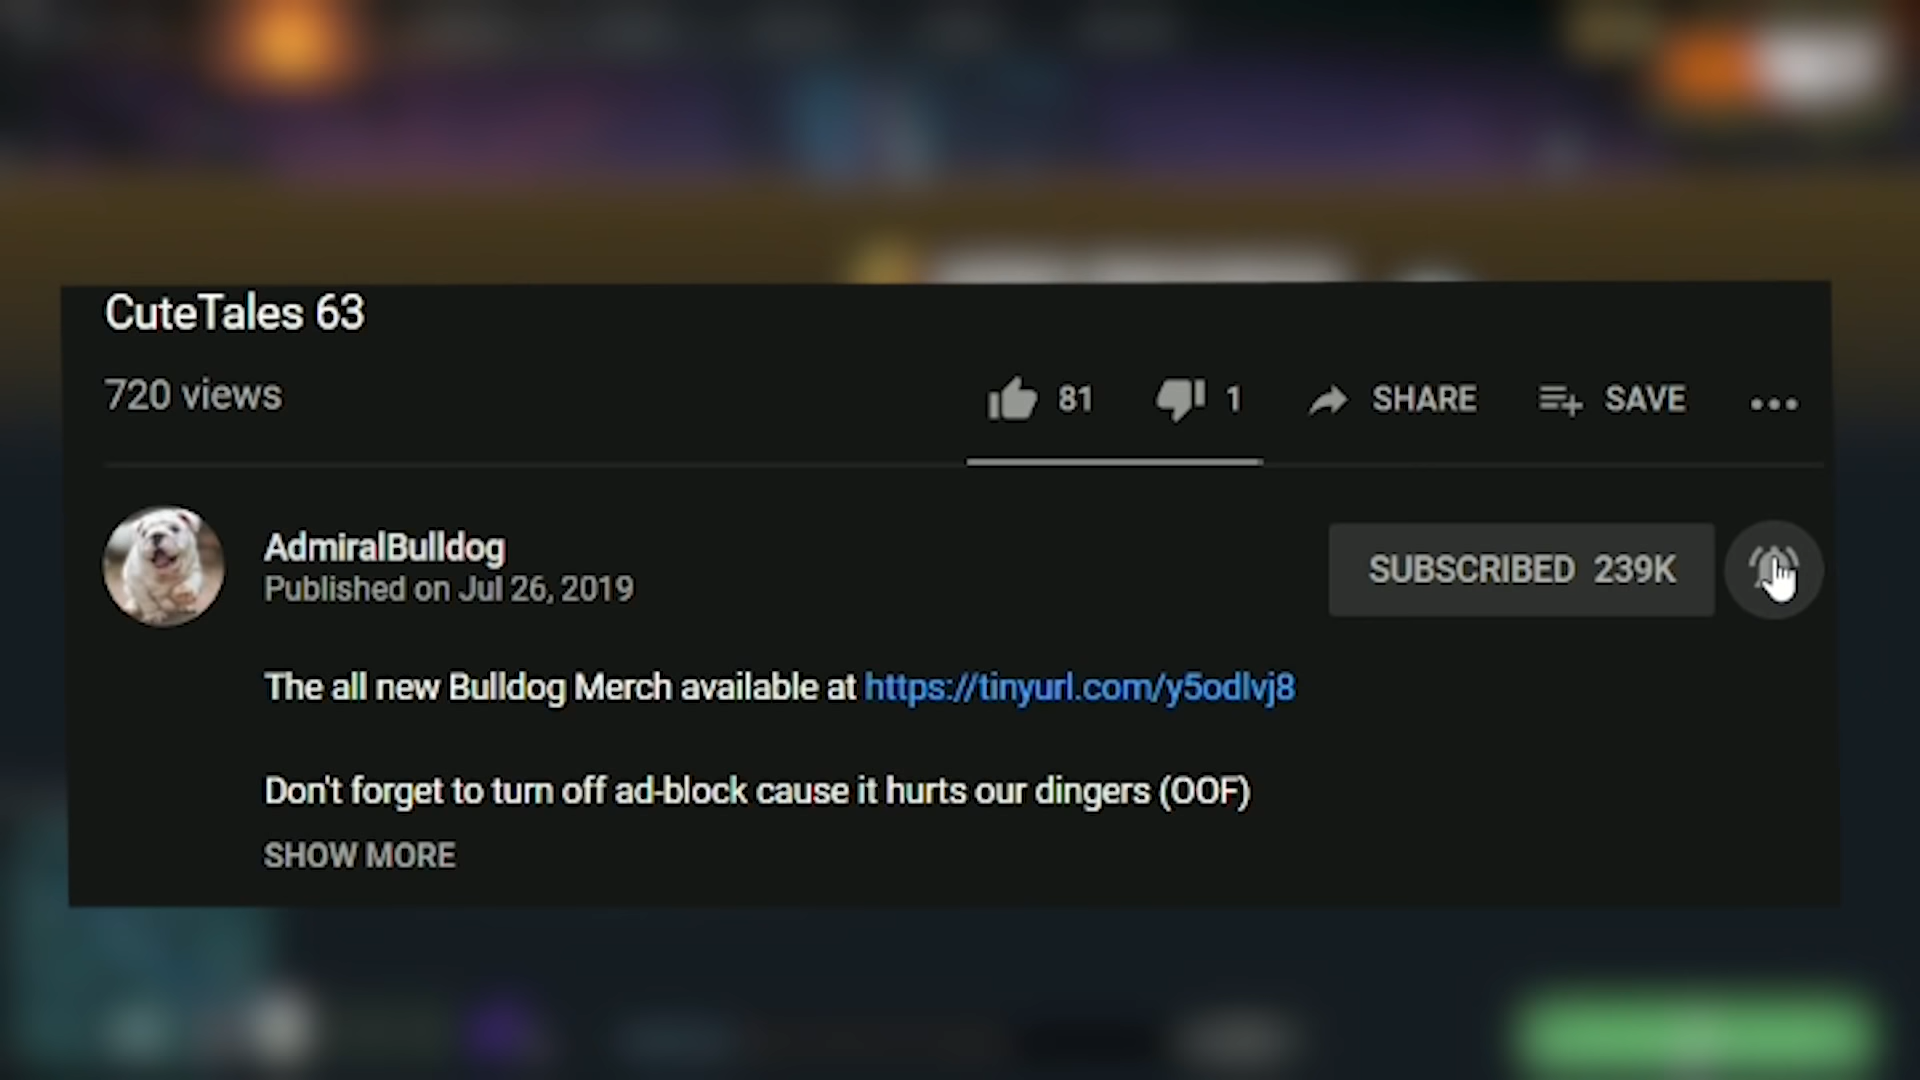 CuteTales 63
720 views
81 1 SHARE SAVE
AdmiralBulldog
Published on Jul 26, 2019
SUBSCRIBED 239K
The all new Bulldog Merch available at https://tinyurl.com/y5odlvj8
Don't forget to turn off ad-block cause it hurts our dingers (OOF)
SHOW MORE